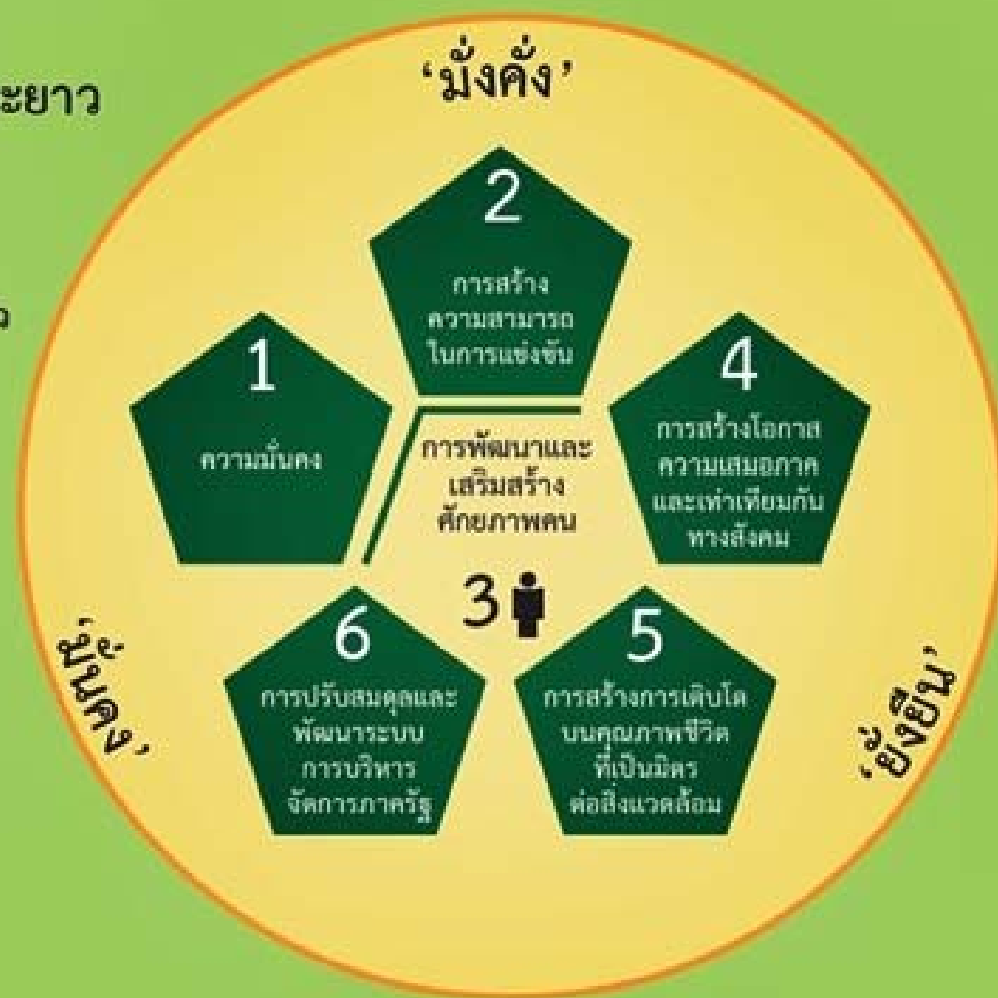 ‘มั่งคั่ง’
ะยาว
2
การสร้าง
ความสามารถ
ในการแข่งขัน
ว
1
ความมั่นคง
4
การสร้างโอกาส
ความเสมอภาค
และเท่าเทียมกัน
ทางสังคม
การพัฒนาและ
เสริมสร้าง
ศักยภาพคน
3
6
การปรับสมดุลและ
พัฒนาระบบ
การบริหาร
จัดการภาครัฐ
5
การสร้างการเติบโต
บนคุณภาพชีวิต
ที่เป็นมิตร
ต่อสิ่งแวดล้อม
‘มั่นคง’
‘ยั่งยืน’